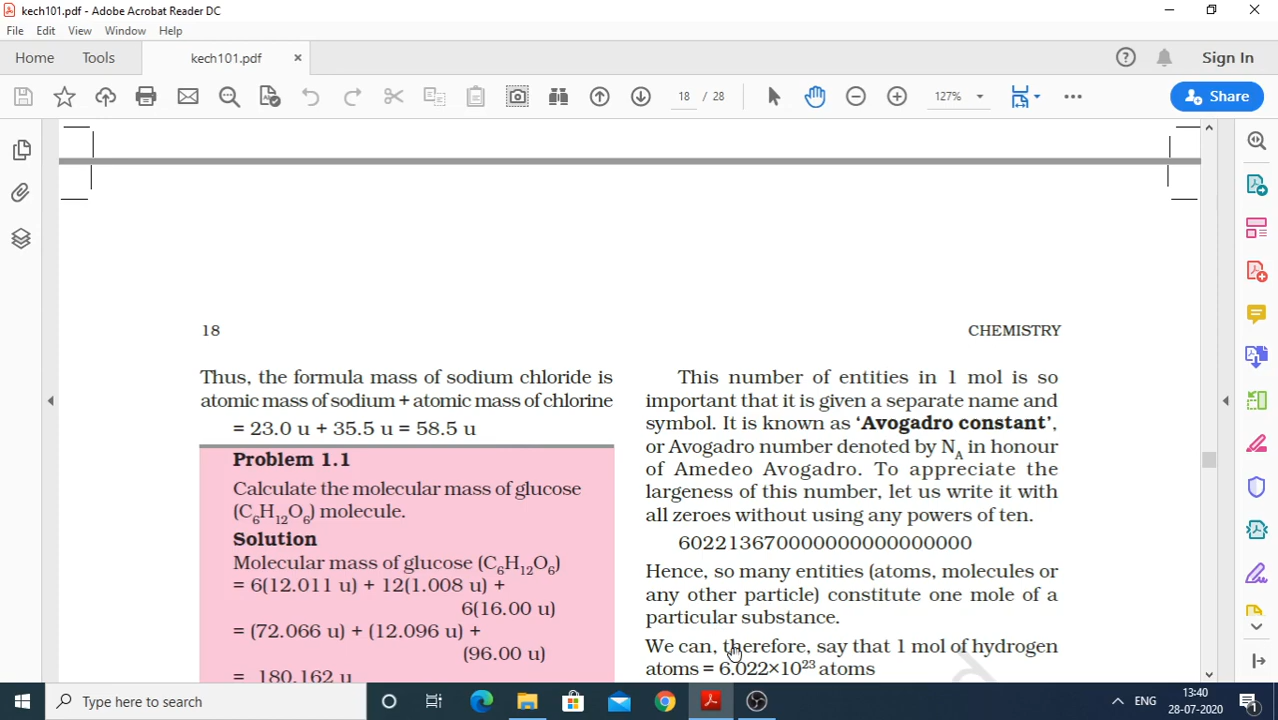 kech101.pdf - Adobe Acrobat Reader DC
File Edit View Window Help
Home Tools kech101.pdf × Sign In
18 / 28 127% Share
18 CHEMISTRY
Thus, the formula mass of sodium chloride is
atomic mass of sodium + atomic mass of chlorine
= 23.0 u + 35.5 u = 58.5 u
Problem 1.1
Calculate the molecular mass of glucose
(C₆H₁₂O₆) molecule.
Solution
Molecular mass of glucose (C₆H₁₂O₆)
= 6(12.011 u) + 12(1.008 u) +
6(16.00 u)
= (72.066 u) + (12.096 u) +
(96.00 u)
= 180.162 u
This number of entities in 1 mol is so
important that it is given a separate name and
symbol. It is known as ‘Avogadro constant’,
or Avogadro number denoted by N_A in honour
of Amedeo Avogadro. To appreciate the
largeness of this number, let us write it with
all zeroes without using any powers of ten.
602213670000000000000000
Hence, so many entities (atoms, molecules or
any other particle) constitute one mole of a
particular substance.
We can, therefore, say that 1 mol of hydrogen
atoms = 6.022×10²³ atoms
Type here to search
ENG
13:40
28-07-2020